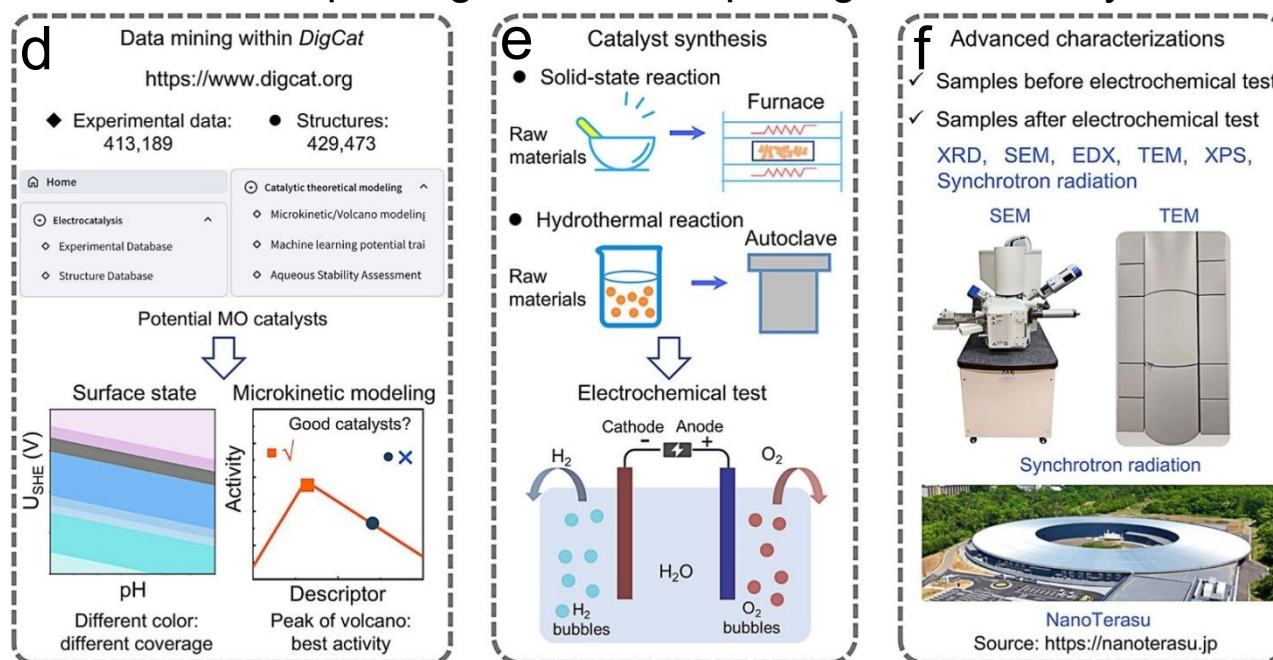 d
Data mining within DigCat
https://www.digcat.org
◆ Experimental data:
413,189
● Structures:
429,473
Home
Electrocatalysis
Experimental Database
Structure Database
Catalytic theoretical modeling
Microkinetic/Volcano modeling
Machine learning potential trai
Aqueous Stability Assessment
Potential MO catalysts
Surface state
U_SHE (V)
pH
Different color:
different coverage
Microkinetic modeling
Good catalysts?
√
×
Activity
Descriptor
Peak of volcano:
best activity
e
Catalyst synthesis
● Solid-state reaction
Raw
materials
Furnace
● Hydrothermal reaction
Raw
materials
Autoclave
Electrochemical test
Cathode Anode
- +
H₂
O₂
H₂O
H₂
bubbles
O₂
bubbles
f
Advanced characterizations
✓ Samples before electrochemical test
✓ Samples after electrochemical test
XRD, SEM, EDX, TEM, XPS,
Synchrotron radiation
SEM
TEM
Synchrotron radiation
NanoTerasu
Source: https://nanoterasu.jp